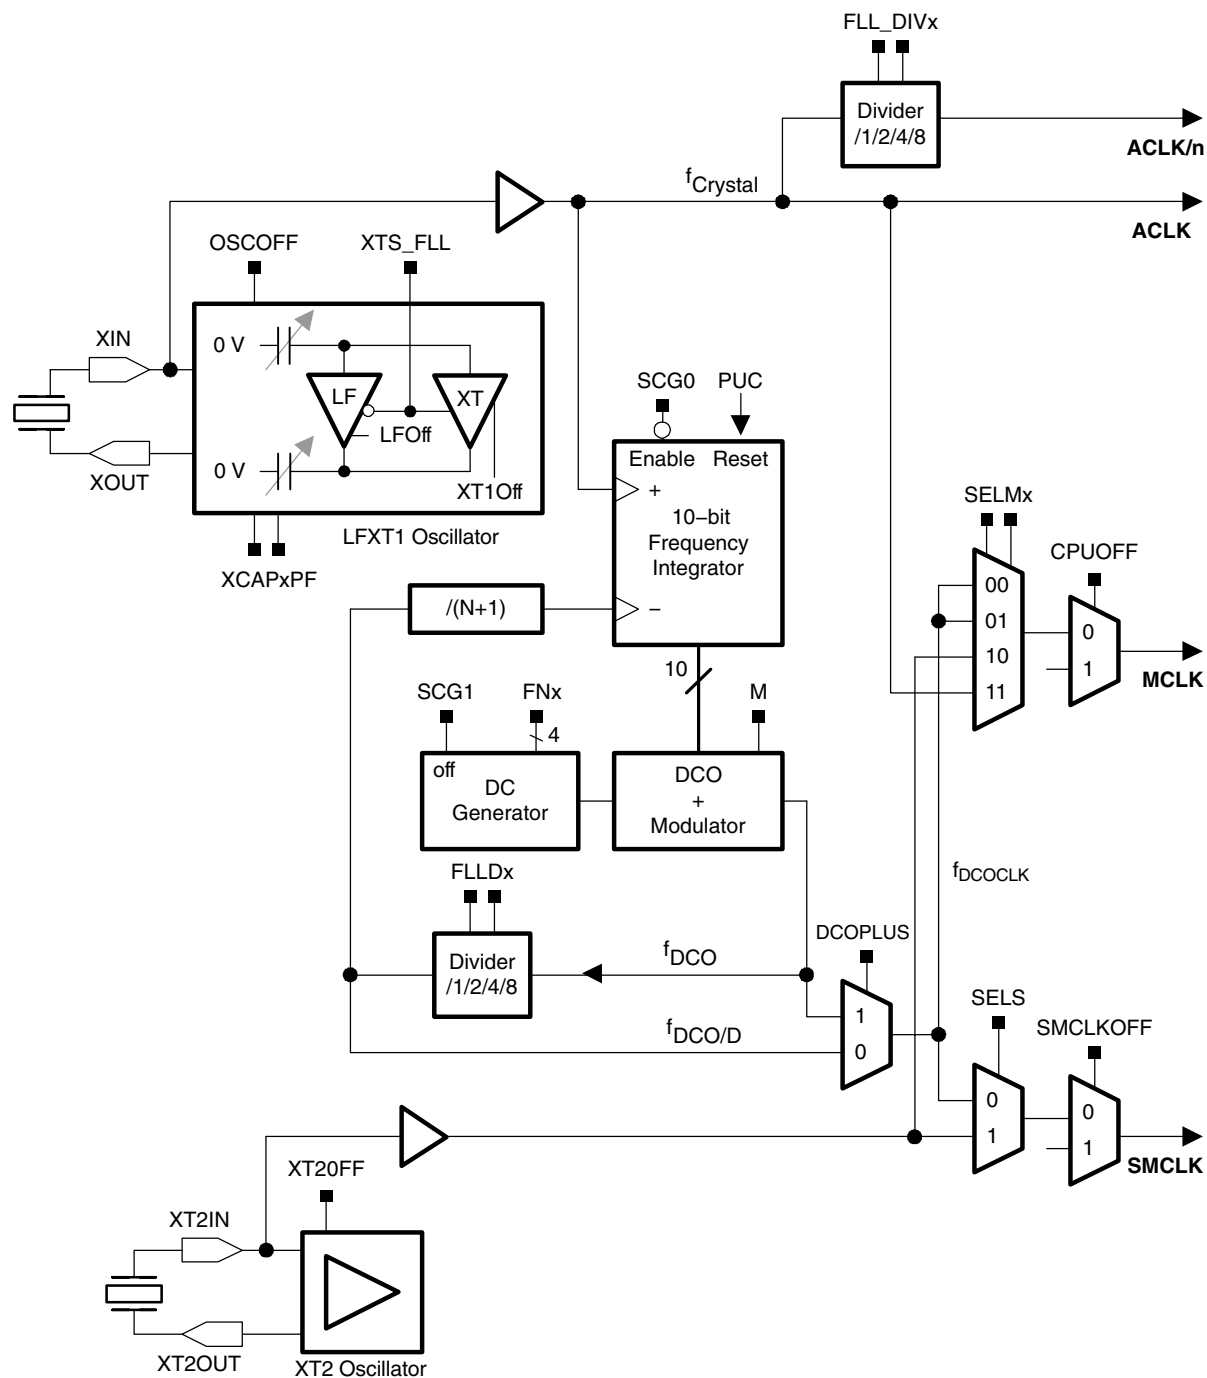 FLL_DIVx
Divider
/1/2/4/8
ACLK/n
fCrystal
ACLK
OSCOFF
XTS_FLL
XIN
0 V
LF
XT
LFOff
0 V
XOUT
XT1Off
LFXT1 Oscillator
XCAPxPF
SCG0
PUC
Enable
Reset
+
10−bit
Frequency
Integrator
−
/(N+1)
10
SELMx
CPUOFF
00
01
10
11
0
1
MCLK
SCG1
FNx
4
M
off
DC
Generator
DCO
+
Modulator
fDCOCLK
FLLDx
Divider
/1/2/4/8
fDCO
DCOPLUS
1
0
fDCO/D
SELS
SMCLKOFF
0
1
0
1
SMCLK
XT20FF
XT2IN
XT2OUT
XT2 Oscillator